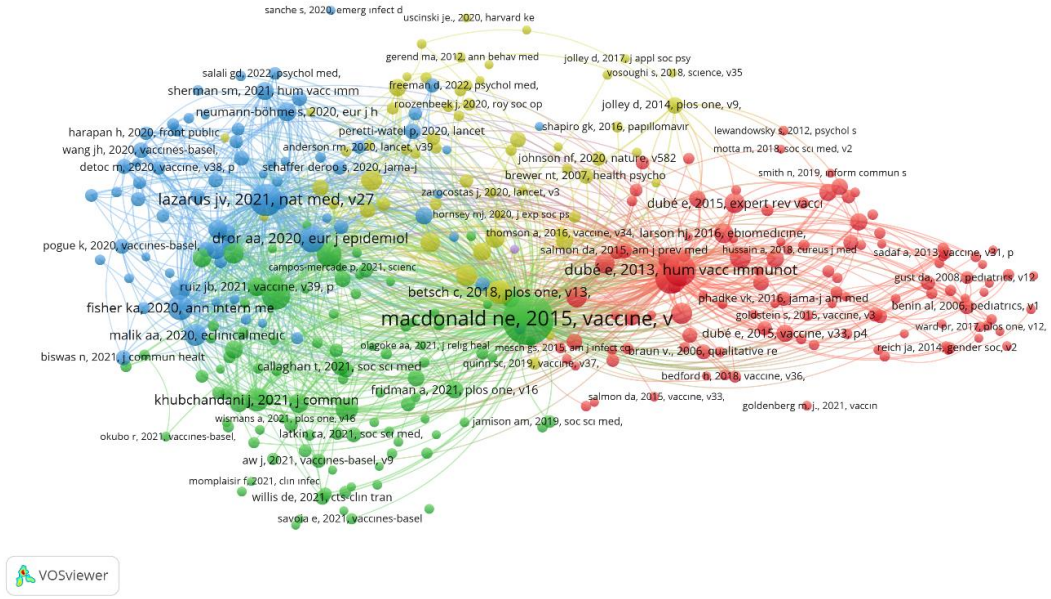 sanche s, 2020, emerg infect d
uscinski je., 2020, harvard ke
gerend ma, 2012, ann behav med
jolley d, 2017, j appl soc psy
salali gd, 2022, psychol med,
vosoughi s, 2018, science, v35
freeman d, 2022, psychol med,
sherman sm, 2021, hum vacc imm
roozenbeek j, 2020, roy soc op
jolley d, 2014, plos one, v9,
neumann-böhme s, 2020, eur j h
harapan h, 2020, front public
peretti-watel p, 2020, lancet
shapiro gk, 2016, papillomavir
lewandowsky s, 2012, psychol s
wang jh, 2020, vaccines-basel,
anderson rm, 2020, lancet, v39
motta m, 2018, soc sci med, v2
detoc m, 2020, vaccine, v38, p
schaffer deroo s, 2020, jama-j
johnson nf, 2020, nature, v582
brewer nt, 2007, health psycho
smith n, 2019, inform commun s
lazarus jv, 2021, nat med, v27
zarocostas j, 2020, lancet, v3
dubé e, 2015, expert rev vacci
hornsey mj, 2020, j exp soc ps
dror aa, 2020, eur j epidemiol
thomson a, 2016, vaccine, v34,
larson hj, 2016, ebiomedicine,
pogue k, 2020, vaccines-basel,
salmon da, 2015, am j prev med
hussain a, 2018, cureus j med
sadaf a, 2013, vaccine, v31, p
campos-mercade p, 2021, scienc
dubé e, 2013, hum vacc immunot
gust da, 2008, pediatrics, v12
ruiz jb, 2021, vaccine, v39, p
betsch c, 2018, plos one, v13,
phadke vk, 2016, jama-j am med
benin al, 2006, pediatrics, v1
fisher ka, 2020, ann intern me
macdonald ne, 2015, vaccine, v
goldstein s, 2015, vaccine, v3
ward pr, 2017, plos one, v12,
malik aa, 2020, eclinicalmedic
dubé e, 2015, vaccine, v33, p4
olagoke aa, 2021, j relig heal
mesch gs, 2015, am j infect co
braun v., 2006, qualitative re
reich ja, 2014, gender soc, v2
biswas n, 2021, j commun healt
callaghan t, 2021, soc sci med
quinn sc, 2019, vaccine, v37,
bedford h, 2018, vaccine, v36,
khubchandani j, 2021, j commun
fridman a, 2021, plos one, v16
salmon da, 2015, vaccine, v33,
goldenberg m. j., 2021, vaccin
wismans a, 2021, plos one, v16
jamison am, 2019, soc sci med,
okubo r, 2021, vaccines-basel,
latkin ca, 2021, soc sci med,
aw j, 2021, vaccines-basel, v9
momplaisir f, 2021, clin infec
willis de, 2021, cts-clin tran
savoia e, 2021, vaccines-basel
VOSviewer